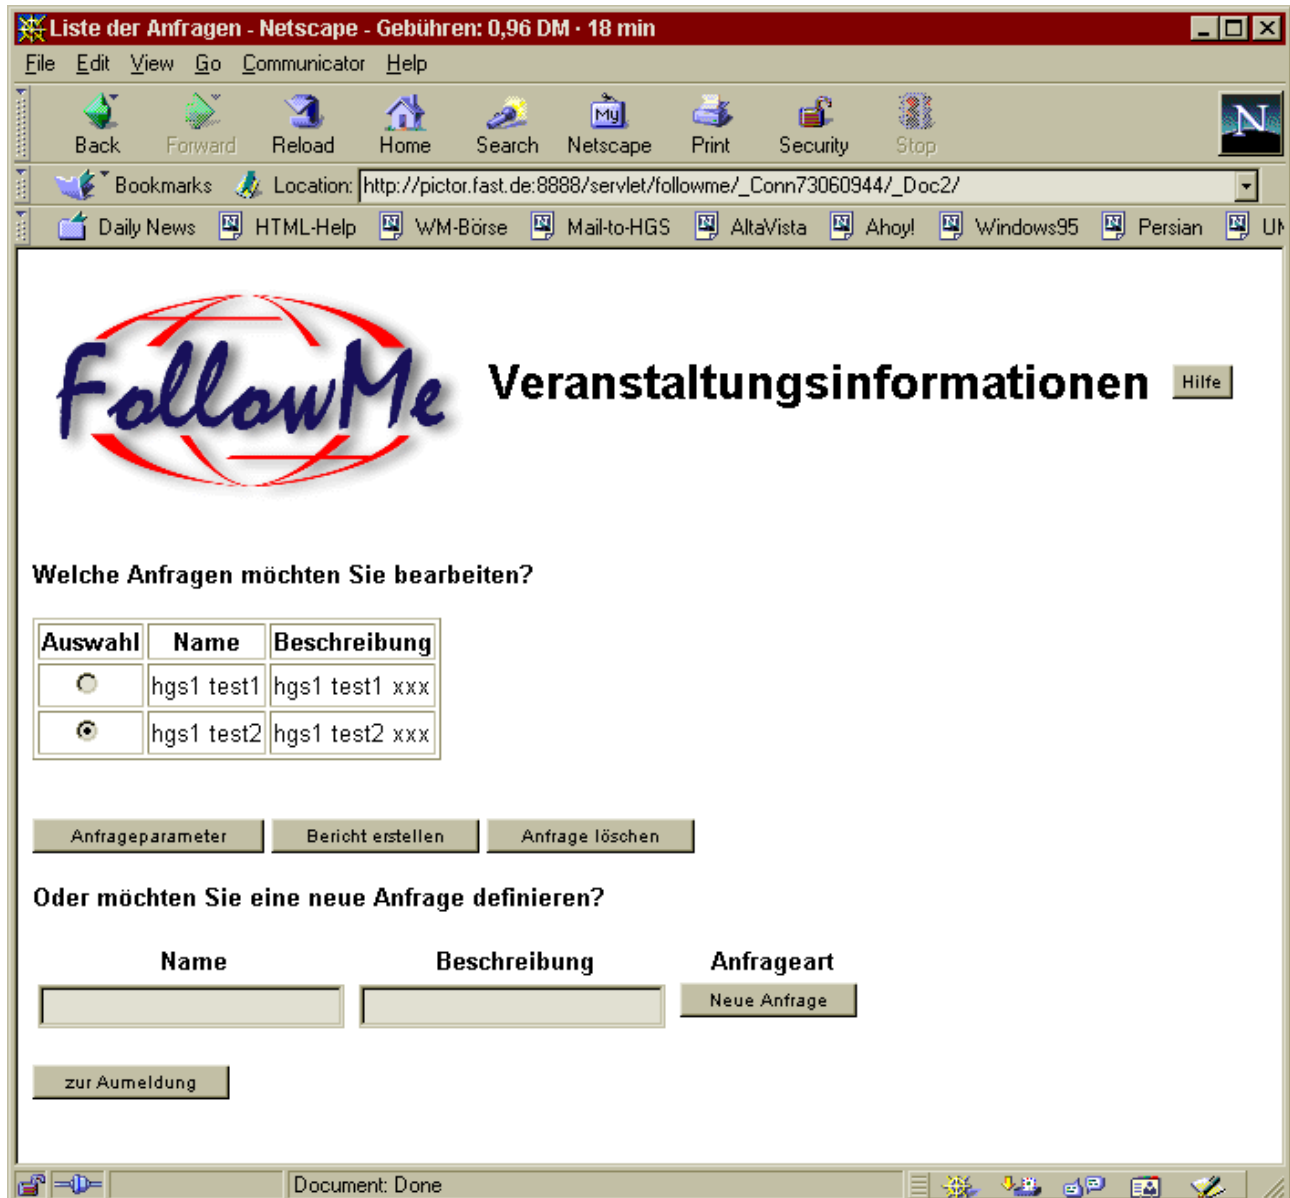 Liste der Anfragen - Netscape - Gebühren: 0,96 DM · 18 min
File Edit View Go Communicator Help
Back Forward Reload Home Search My Netscape Print Security Stop
N
Bookmarks Location: http://pictor.fast.de:8888/servlet/followme/_Conn73060944/_Doc2/
Daily News HTML-Help WM-Börse Mail-to-HGS AltaVista Ahoy! Windows95 Persian UN
FollowMe
Veranstaltungsinformationen Hilfe
Welche Anfragen möchten Sie bearbeiten?
Auswahl Name Beschreibung
hgs1 test1 hgs1 test1 xxx
hgs1 test2 hgs1 test2 xxx
Anfrageparameter Bericht erstellen Anfrage löschen
Oder möchten Sie eine neue Anfrage definieren?
Name Beschreibung Anfrageart
Neue Anfrage
zur Aumeldung
Document: Done